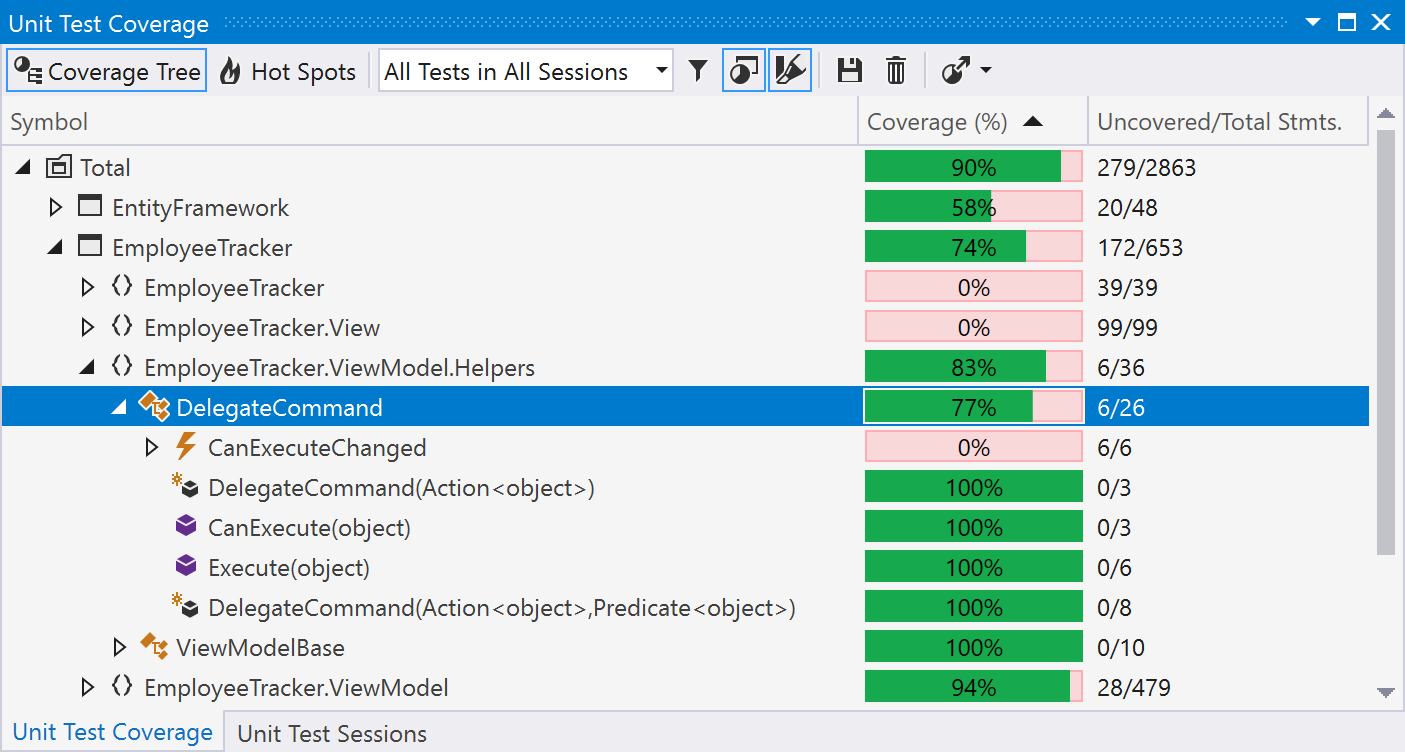 Unit Test Coverage
Coverage Tree Hot Spots All Tests in All Sessions
Symbol Coverage (%) Uncovered/Total Stmts.
Total 90% 279/2863
EntityFramework 58% 20/48
EmployeeTracker 74% 172/653
EmployeeTracker 0% 39/39
EmployeeTracker.View 0% 99/99
EmployeeTracker.ViewModel.Helpers 83% 6/36
DelegateCommand 77% 6/26
CanExecuteChanged 0% 6/6
DelegateCommand(Action<object>) 100% 0/3
CanExecute(object) 100% 0/3
Execute(object) 100% 0/6
DelegateCommand(Action<object>,Predicate<object>) 100% 0/8
ViewModelBase 100% 0/10
EmployeeTracker.ViewModel 94% 28/479
Unit Test Coverage Unit Test Sessions